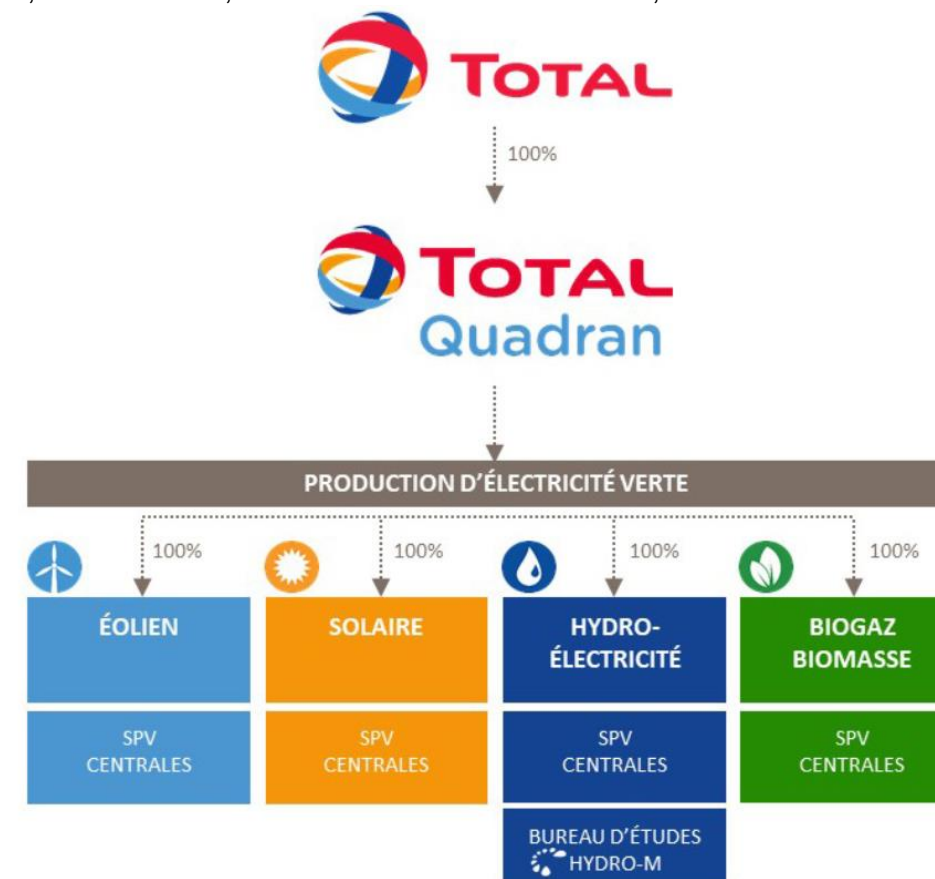 TOTAL
100%
TOTAL
Quadran
PRODUCTION D'ÉLECTRICITÉ VERTE
100%
100%
100%
100%
ÉOLIEN
SOLAIRE
HYDRO-
ÉLECTRICITÉ
BIOGAZ
BIOMASSE
SPV
CENTRALES
SPV
CENTRALES
SPV
CENTRALES
SPV
CENTRALES
BUREAU D'ÉTUDES
HYDRO-M